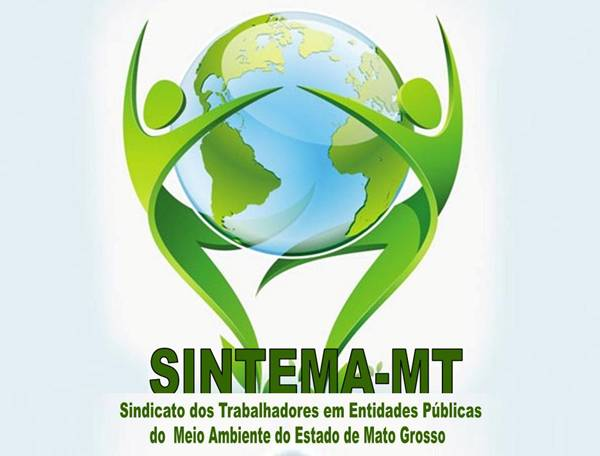 SINTEMA-MT
Sindicato dos Trabalhadores em Entidades Públicas
do Meio Ambiente do Estado de Mato Grosso